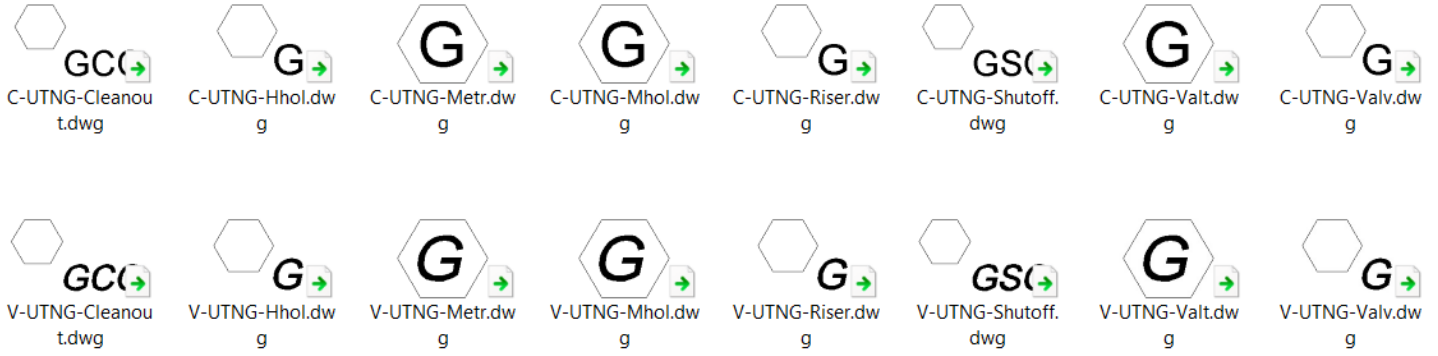 GC
G
G
G
G
GS
G
G
C-UTNG-Cleanou
t.dwg
C-UTNG-Hhol.dw
g
C-UTNG-Metr.dw
g
C-UTNG-Mhol.dw
g
C-UTNG-Riser.dw
g
C-UTNG-Shutoff.
dwg
C-UTNG-Valt.dw
g
C-UTNG-Valv.dw
g
GC
G
G
G
G
GS
G
G
V-UTNG-Cleanou
t.dwg
V-UTNG-Hhol.dw
g
V-UTNG-Metr.dw
g
V-UTNG-Mhol.dw
g
V-UTNG-Riser.dw
g
V-UTNG-Shutoff.
dwg
V-UTNG-Valt.dw
g
V-UTNG-Valv.dw
g